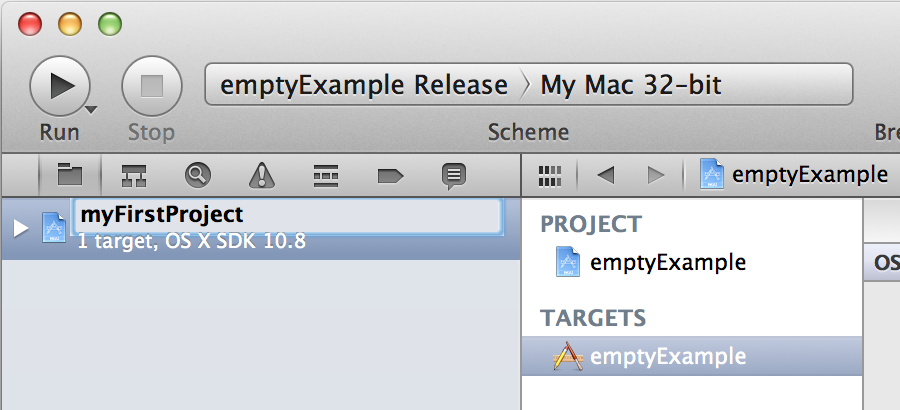 emptyExample Release
My Mac 32-bit
Run
Stop
Scheme
Bre
emptyExample
myFirstProject
1 target, OS X SDK 10.8
PROJECT
emptyExample
OS
TARGETS
emptyExample